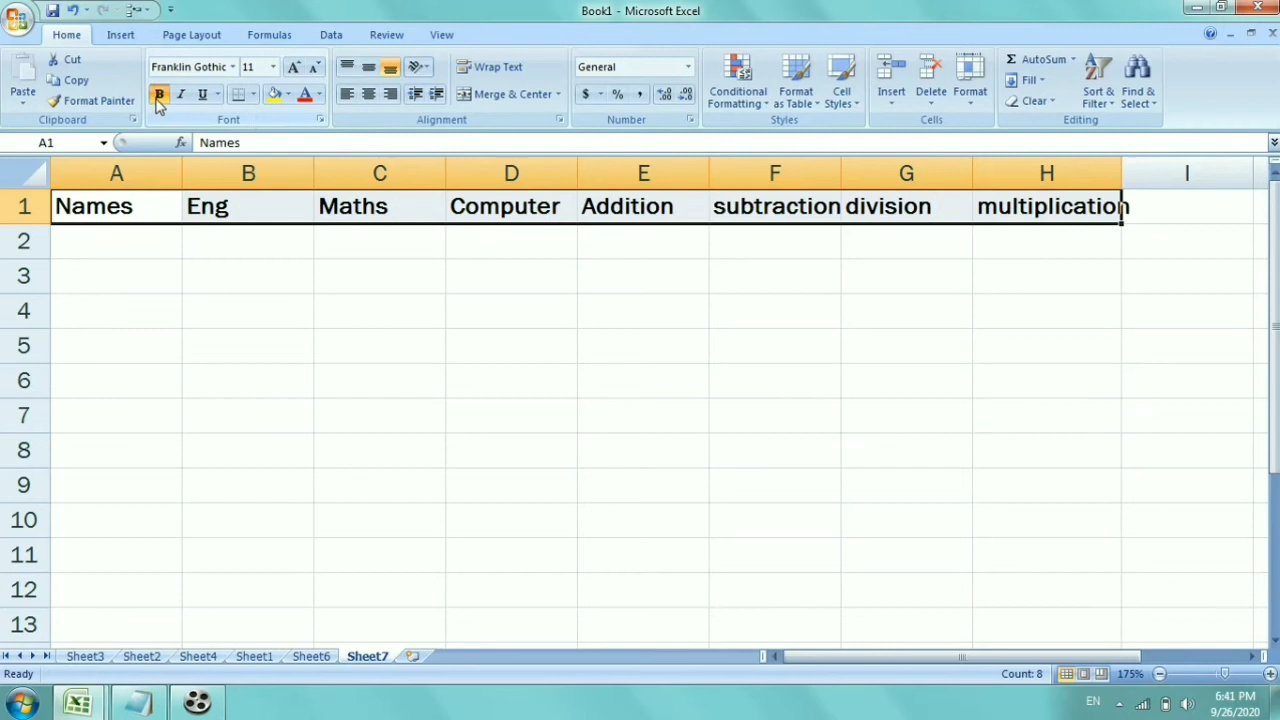 Book1 - Microsoft Excel
Home Insert Page Layout Formulas Data Review View
Paste
Cut
Copy
Format Painter
Clipboard
Franklin Gothic 11
B I U
Font
Wrap Text
Merge & Center
Alignment
General
$ % ,
Number
Conditional Formatting
Format as Table
Cell Styles
Styles
Insert Delete Format
Cells
AutoSum
Fill
Clear
Sort & Filter
Find & Select
Editing
A1 fx Names
A B C D E F G H I
1 Names Eng Maths Computer Addition subtraction division multiplication
2
3
4
5
6
7
8
9
10
11
12
13
Sheet3 Sheet2 Sheet4 Sheet1 Sheet6 Sheet7
Ready Count: 8 175%
EN 6:41 PM
9/26/2020